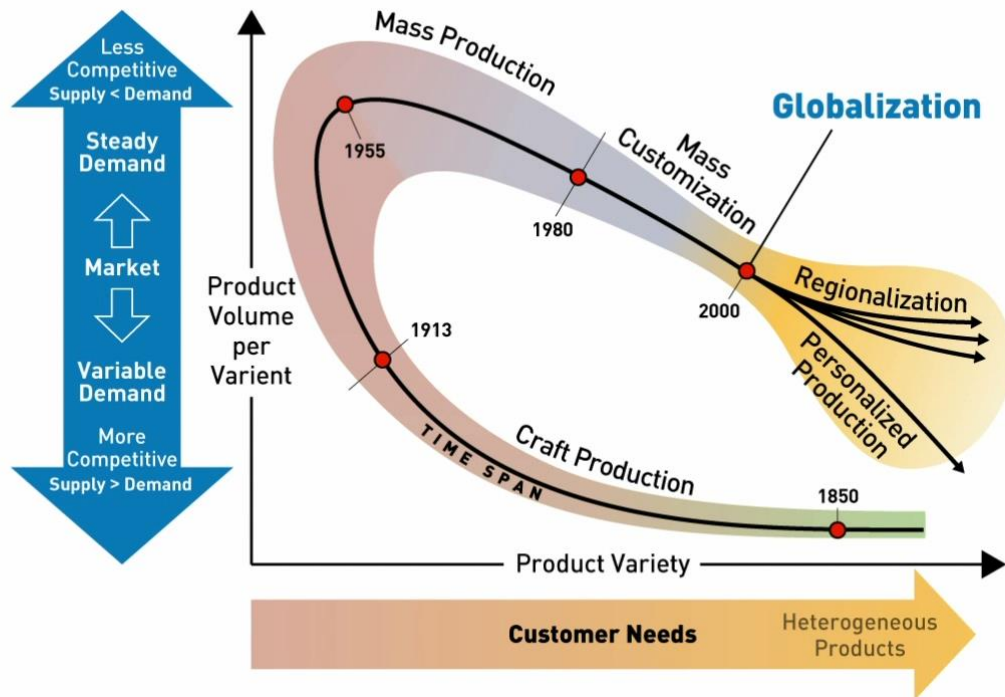 Less
Competitive
Supply < Demand
Steady
Demand
Market
Variable
Demand
More
Competitive
Supply > Demand
Product
Volume
per
Varient
Mass Production
1955
1980
Mass
Customization
Globalization
2000
Regionalization
Personalized
Production
1913
TIME SPAN
Craft Production
1850
Product Variety
Customer Needs
Heterogeneous
Products